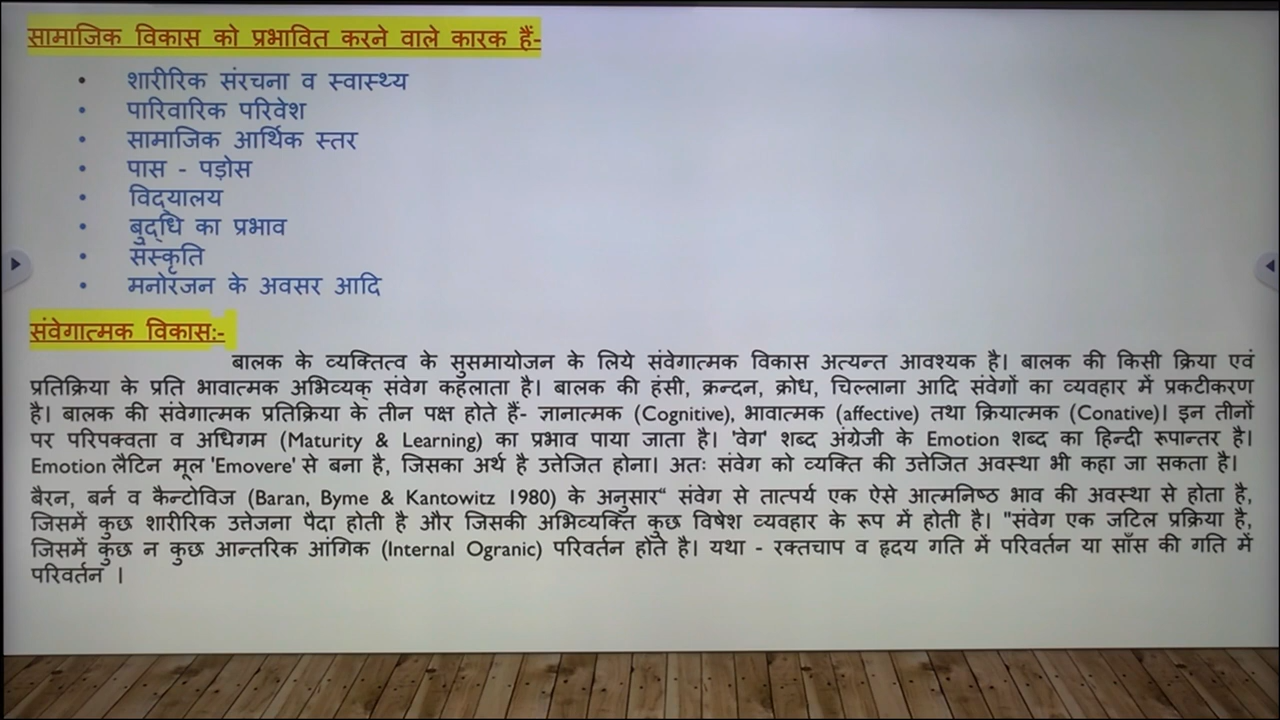 सामाजिक विकास को प्रभावित करने वाले कारक हैं-
• शारीरिक संरचना व स्वास्थ्य
• पारिवारिक परिवेश
• सामाजिक आर्थिक स्तर
• पास - पड़ोस
• विद्यालय
• बुद्धि का प्रभाव
• संस्कृति
• मनोरंजन के अवसर आदि
संवेगात्मक विकास:-
बालक के व्यक्तित्व के सुसमायोजन के लिये संवेगात्मक विकास अत्यन्त आवश्यक है। बालक की किसी क्रिया एवं
प्रतिक्रिया के प्रति भावात्मक अभिव्यक् संवेग कहलाता है। बालक की हंसी, क्रन्दन, क्रोध, चिल्लाना आदि संवेगों का व्यवहार में प्रकटीकरण
है। बालक की संवेगात्मक प्रतिक्रिया के तीन पक्ष होते हैं- ज्ञानात्मक (Cognitive), भावात्मक (affective) तथा क्रियात्मक (Conative)। इन तीनों
पर परिपक्वता व अधिगम (Maturity & Learning) का प्रभाव पाया जाता है। 'वेग' शब्द अंग्रेजी के Emotion शब्द का हिन्दी रूपान्तर है।
Emotion लैटिन मूल 'Emovere' से बना है, जिसका अर्थ है उत्तेजित होना। अतः संवेग को व्यक्ति की उत्तेजित अवस्था भी कहा जा सकता है।
बैरन, बर्न व कैन्टोविज (Baran, Byme & Kantowitz 1980) के अनुसार“ संवेग से तात्पर्य एक ऐसे आत्मनिष्ठ भाव की अवस्था से होता है,
जिसमें कुछ शारीरिक उत्तेजना पैदा होती है और जिसकी अभिव्यक्ति कुछ विषेश व्यवहार के रूप में होती है। "संवेग एक जटिल प्रक्रिया है,
जिसमें कुछ न कुछ आन्तरिक आंगिक (Internal Ogranic) परिवर्तन होते है। यथा - रक्तचाप व हृदय गति में परिवर्तन या साँस की गति में
परिवर्तन ।